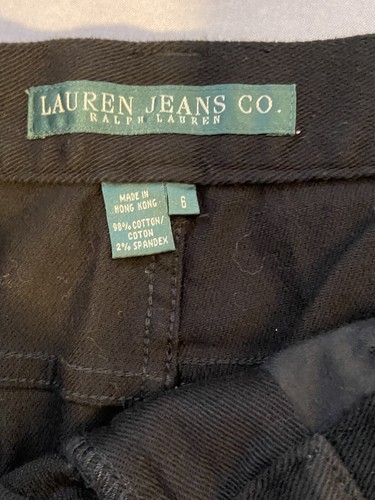 LAUREN JEANS CO.
RALPH LAUREN
MADE IN
HONG KONG
98% COTTON/
COTON
2% SPANDEX
6